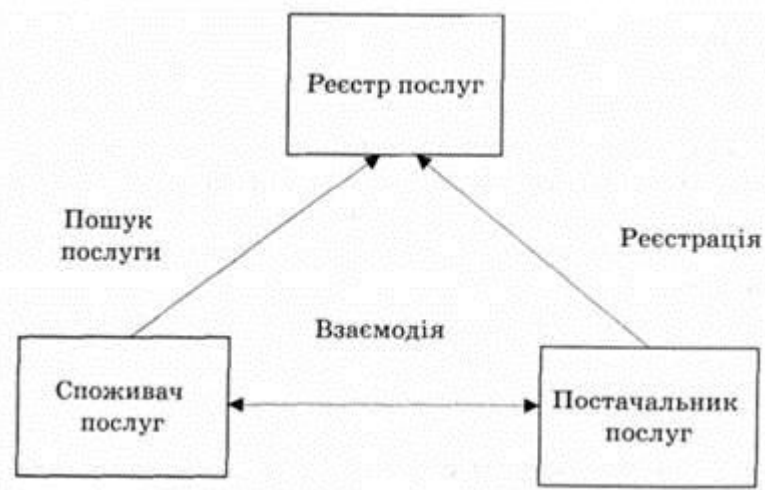 Реєстр послуг
Пошук
послуги
Реєстрація
Взаємодія
Споживач
послуг
Постачальник
послуг